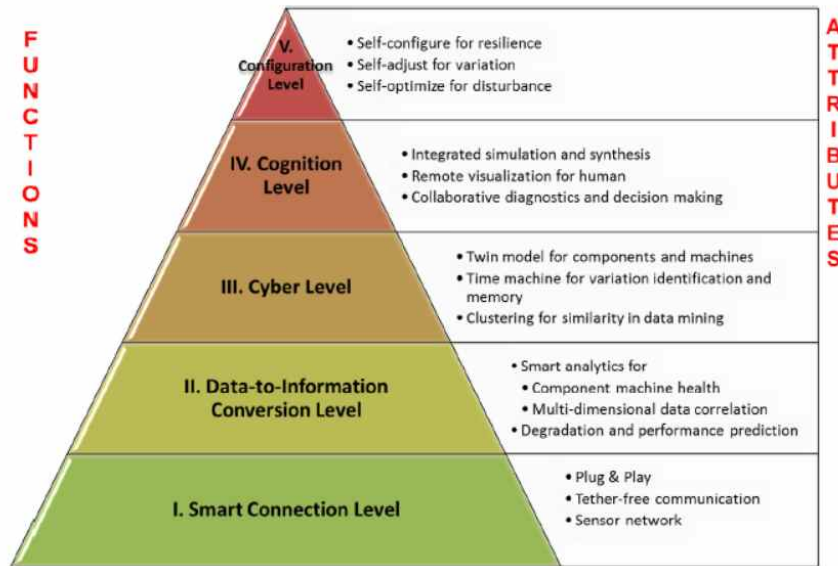 FUNCTIONS
ATTRIBUTES
V.
Configuration
Level
• Self-configure for resilience
• Self-adjust for variation
• Self-optimize for disturbance
IV. Cognition
Level
• Integrated simulation and synthesis
• Remote visualization for human
• Collaborative diagnostics and decision making
III. Cyber Level
• Twin model for components and machines
• Time machine for variation identification and
memory
• Clustering for similarity in data mining
II. Data-to-Information
Conversion Level
• Smart analytics for
• Component machine health
• Multi-dimensional data correlation
• Degradation and performance prediction
I. Smart Connection Level
• Plug & Play
• Tether-free communication
• Sensor network